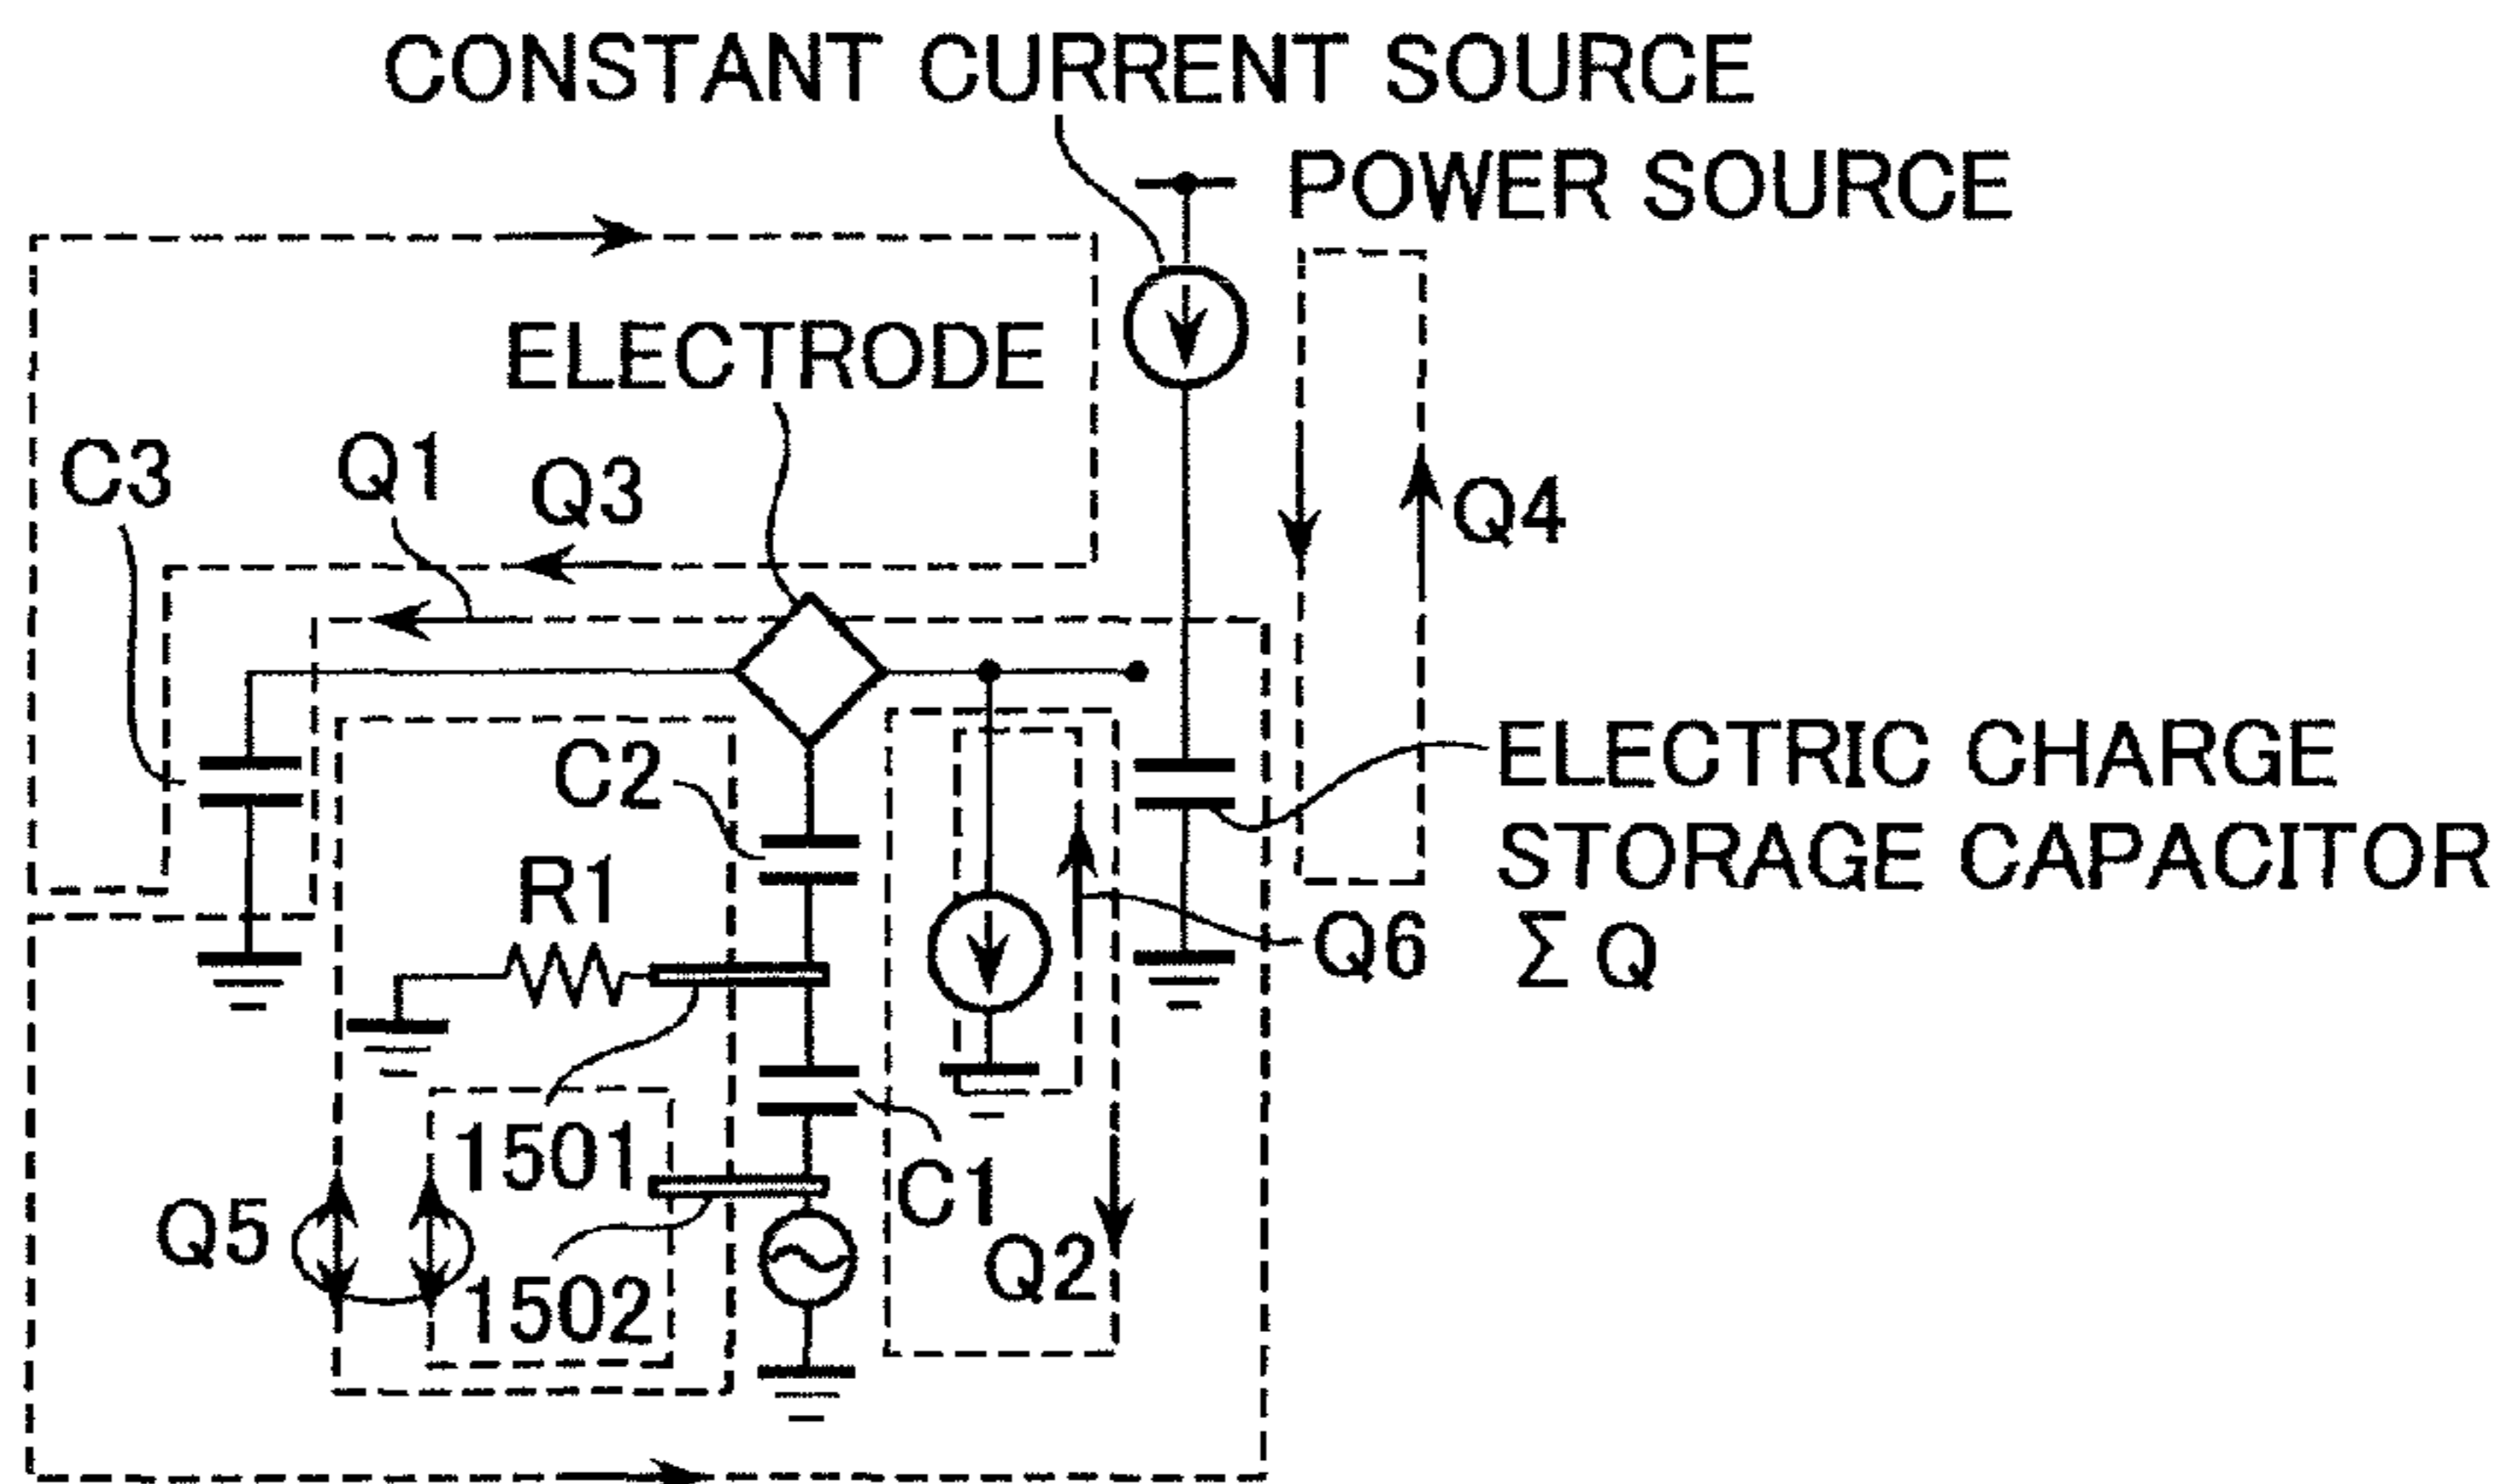 CONSTANT CURRENT SOURCE
POWER SOURCE
ELECTRODE
C3
Q1
Q3
Q4
C2
ELECTRIC CHARGE
STORAGE CAPACITOR
R1
Q6
Σ Q
1501
C1
Q5
Q2
1502